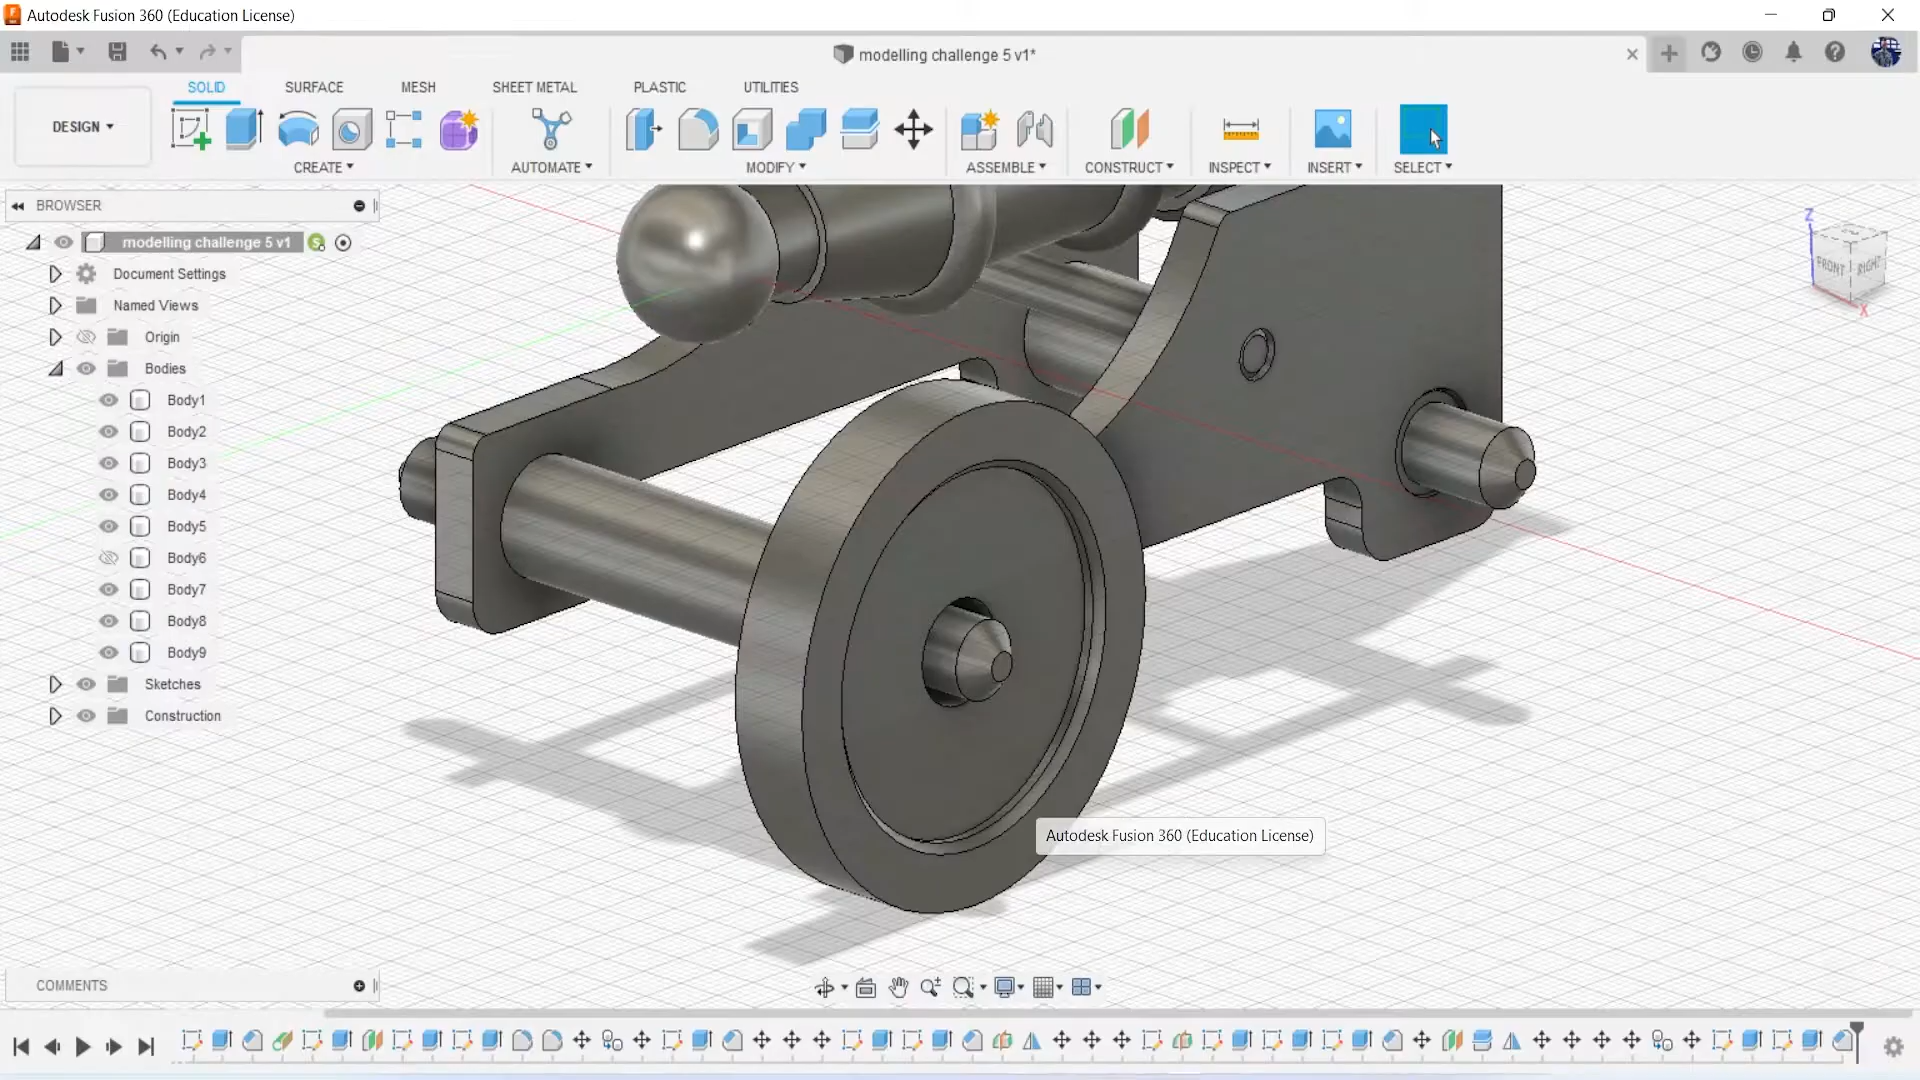 Autodesk Fusion 360 (Education License)
modelling challenge 5 v1*
SOLID SURFACE MESH SHEET METAL PLASTIC UTILITIES
DESIGN
CREATE AUTOMATE MODIFY ASSEMBLE CONSTRUCT INSPECT INSERT SELECT
BROWSER
modelling challenge 5 v1
Document Settings
Named Views
Origin
Bodies
Body1
Body2
Body3
Body4
Body5
Body6
Body7
Body8
Body9
Sketches
Construction
Z
FRONT RIGHT
X
Autodesk Fusion 360 (Education License)
COMMENTS